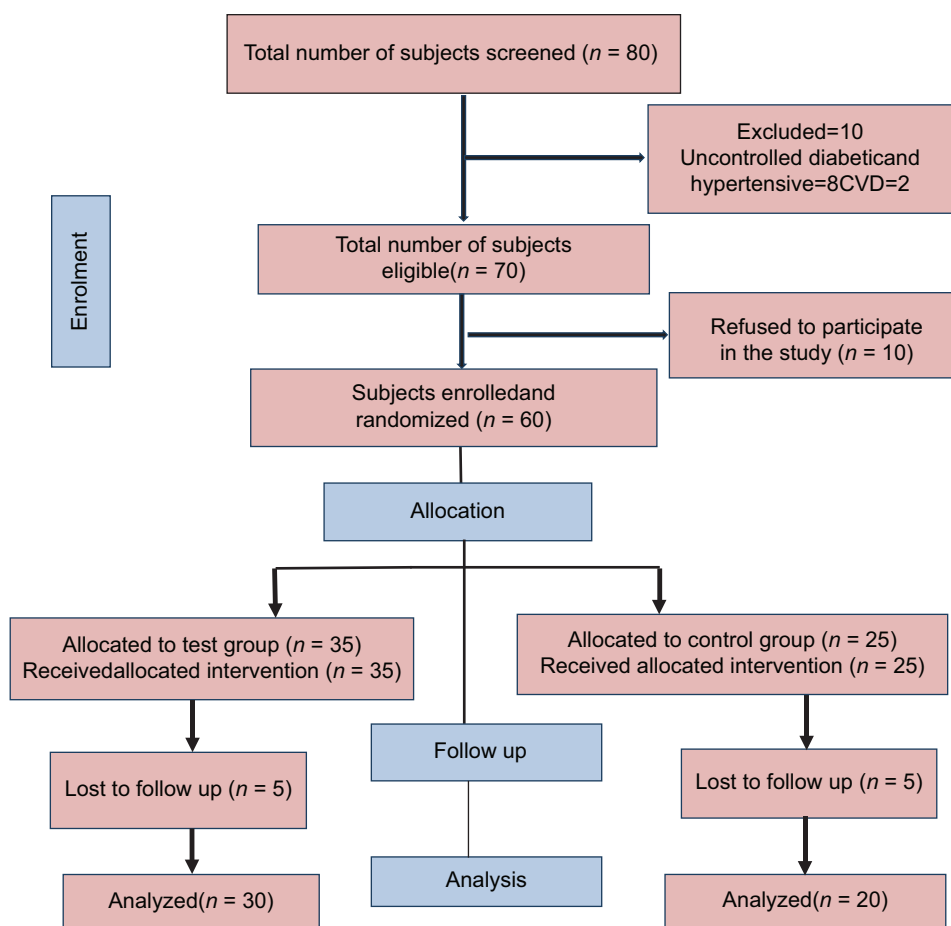 Total number of subjects screened (n = 80)
Excluded=10
Uncontrolled diabeticand
hypertensive=8CVD=2
Enrolment
Total number of subjects
eligible(n = 70)
Refused to participate
in the study (n = 10)
Subjects enrolledand
randomized (n = 60)
Allocation
Allocated to test group (n = 35)
Receivedallocated intervention (n = 35)
Allocated to control group (n = 25)
Received allocated intervention (n = 25)
Follow up
Lost to follow up (n = 5)
Lost to follow up (n = 5)
Analysis
Analyzed(n = 30)
Analyzed(n = 20)